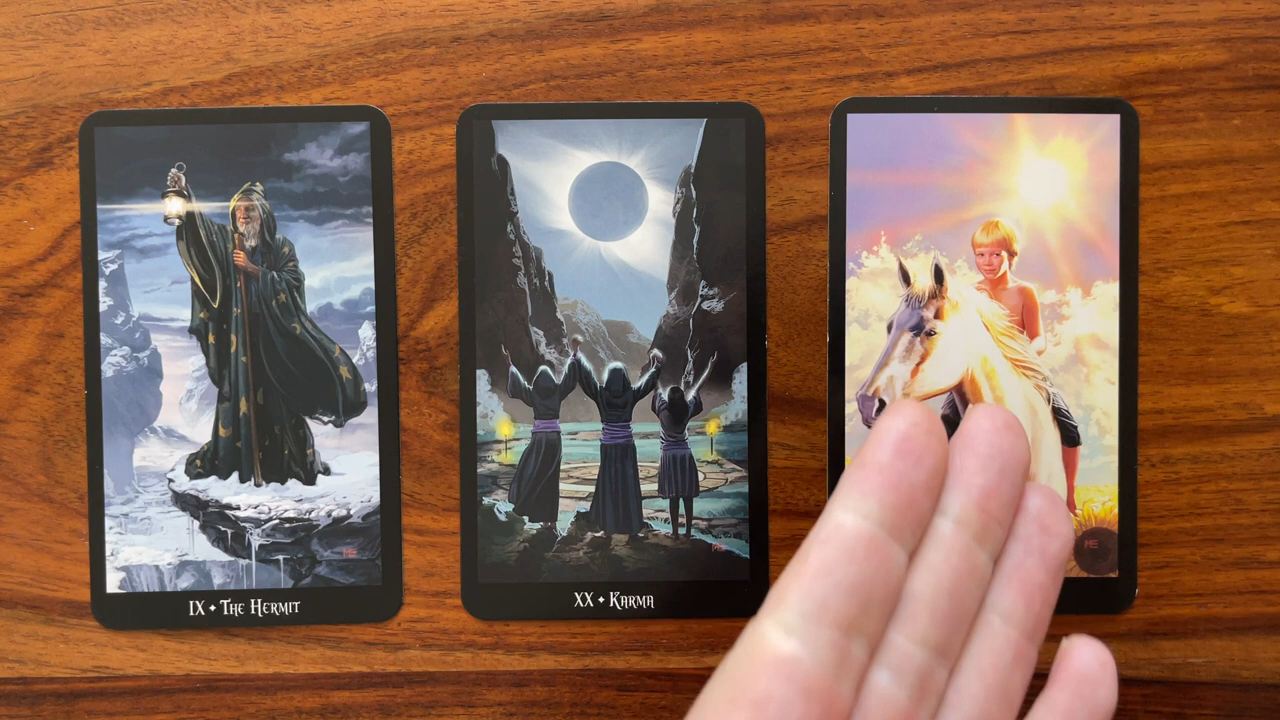 IX ✦ The Hermit
XX ✦ Karma